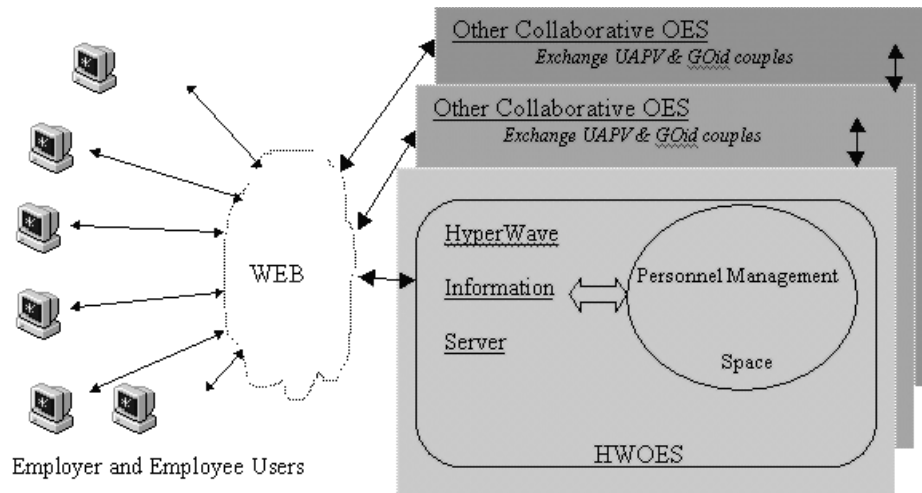 Other Collaborative OES
Exchange UAPV & GOid couples
Other Collaborative OES
Exchange UAPV & GOid couples
HyperWave
Information
Server
Personnel Management
Space
WEB
HWOES
Employer and Employee Users